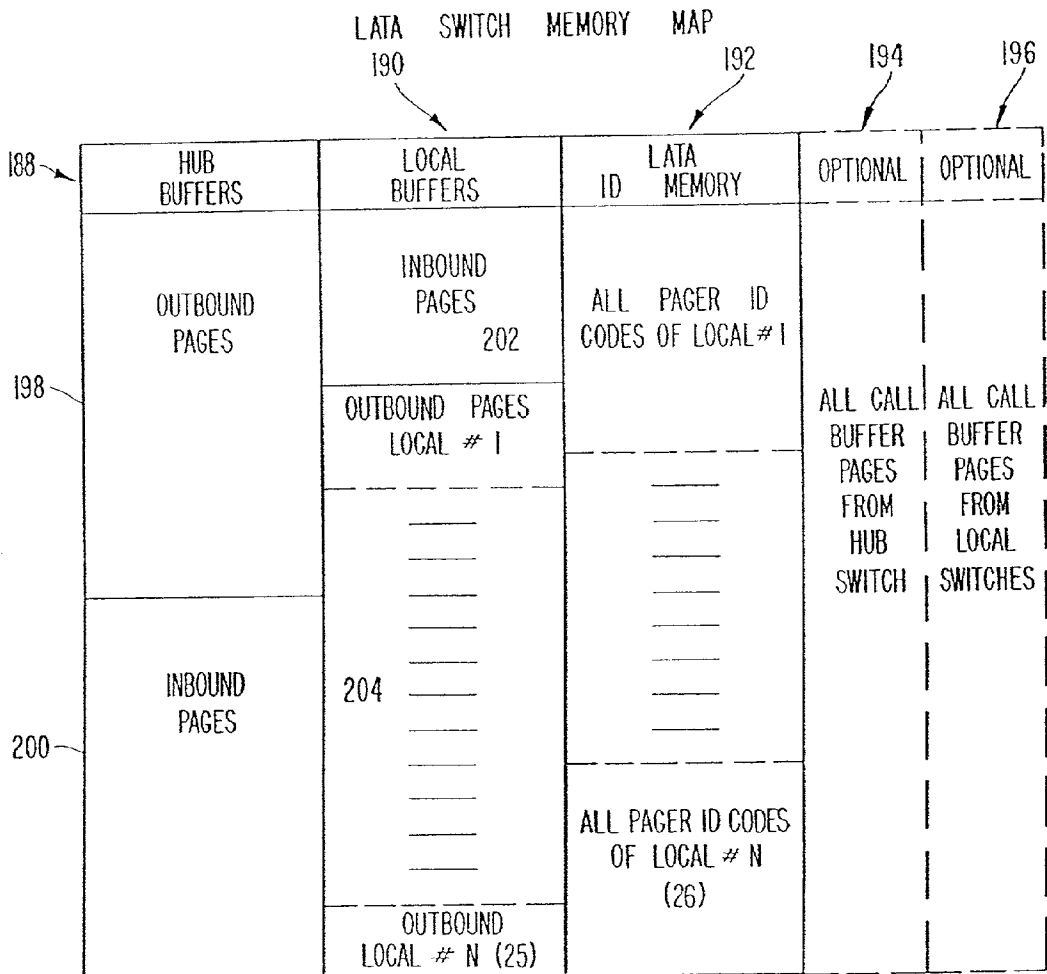 LATA SWITCH MEMORY MAP
190
192
194
196
188
HUB
BUFFERS
LOCAL
BUFFERS
LATA
ID MEMORY
OPTIONAL
OPTIONAL
OUTBOUND
PAGES
198
INBOUND
PAGES
200
INBOUND
PAGES
202
OUTBOUND PAGES
LOCAL # 1
204
OUTBOUND
LOCAL # N (25)
ALL PAGER ID
CODES OF LOCAL # 1
ALL PAGER ID CODES
OF LOCAL # N
(26)
ALL CALL
BUFFER
PAGES
FROM
HUB
SWITCH
ALL CALL
BUFFER
PAGES
FROM
LOCAL
SWITCHES